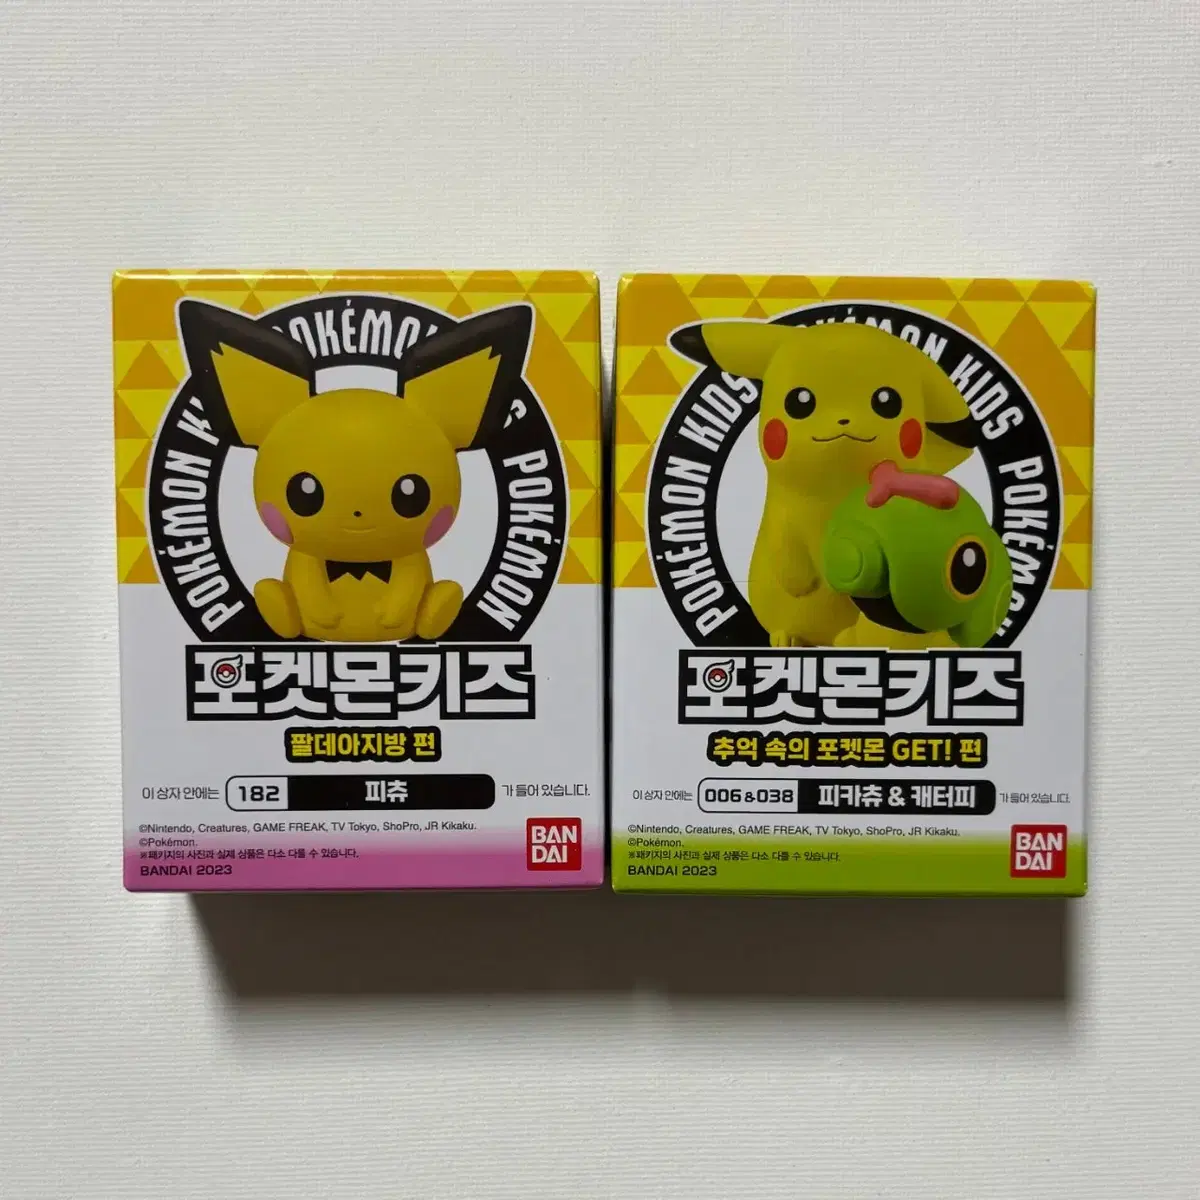 POKÉMON KIDS POKÉMON
포켓몬키즈
팔데아지방 편
이 상자 안에는 182 피츄 가 들어 있습니다.
©Nintendo, Creatures, GAME FREAK, TV Tokyo, ShoPro, JR Kikaku.
©Pokémon.
※패키지의 사진과 실제 상품은 다소 다를 수 있습니다.
BANDAI 2023
BAN
DAI
POKÉMON KIDS POKÉMON KIDS POKÉMON
포켓몬키즈
추억 속의 포켓몬 GET! 편
이 상자 안에는 006 & 038 피카츄 & 캐터피 가 들어 있습니다.
©Nintendo, Creatures, GAME FREAK, TV Tokyo, ShoPro, JR Kikaku.
©Pokémon.
※패키지의 사진과 실제 상품은 다소 다를 수 있습니다.
BANDAI 2023
BAN
DAI